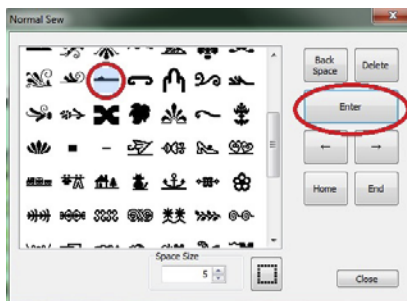 Normal Sew
Back
Space
Delete
Enter
Home
End
Space Size
5
Close